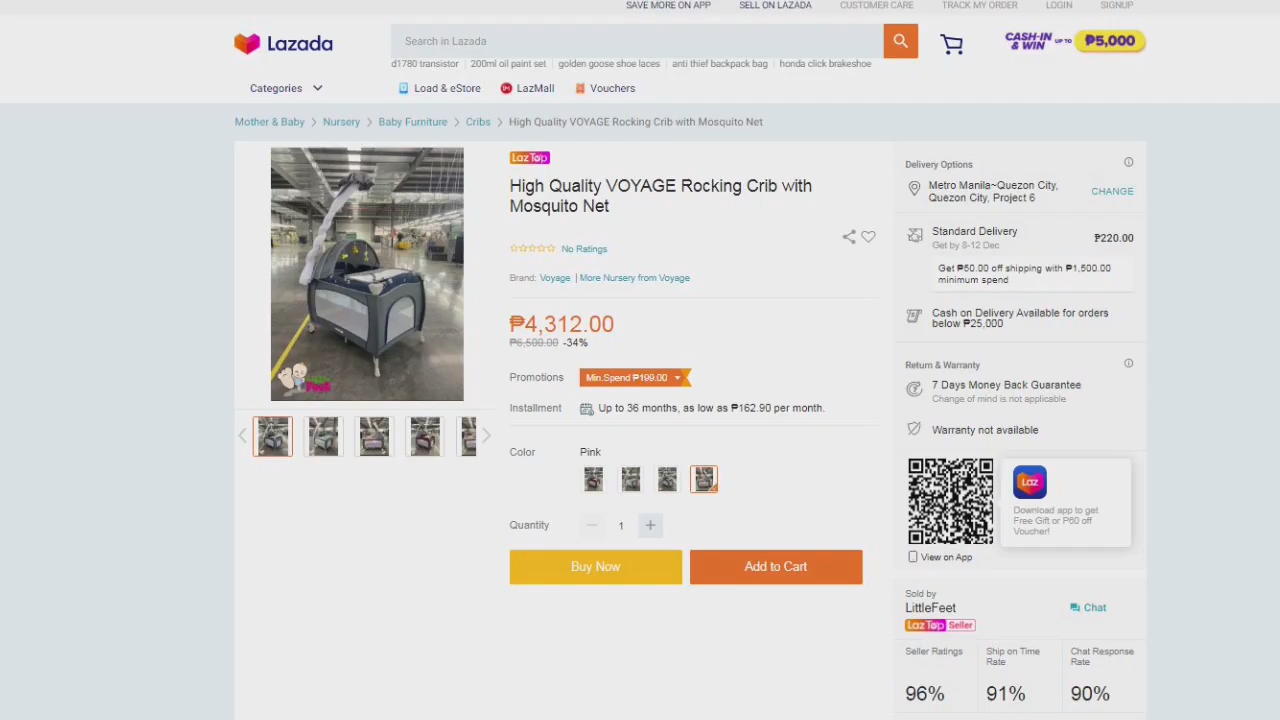 SAVE MORE ON APP SELL ON LAZADA CUSTOMER CARE TRACK MY ORDER LOGIN SIGNUP
Lazada
Search in Lazada
CASH-IN & WIN UP TO ₱5,000
d1780 transistor 200ml oil paint set golden goose shoe laces anti thief backpack bag honda click brakeshoe
Categories Load & eStore LazMall Vouchers
Mother & Baby > Nursery > Baby Furniture > Cribs > High Quality VOYAGE Rocking Crib with Mosquito Net
LazTop
High Quality VOYAGE Rocking Crib with
Mosquito Net
No Ratings
Brand: Voyage | More Nursery from Voyage
₱4,312.00
₱6,500.00 -34%
Promotions Min.Spend ₱199.00
Installment Up to 36 months, as low as ₱162.90 per month.
Color Pink
Quantity − 1 +
Buy Now Add to Cart
Delivery Options
Metro Manila~Quezon City,
Quezon City, Project 6
CHANGE
Standard Delivery
₱220.00
Get by 8-12 Dec
Get ₱50.00 off shipping with ₱1,500.00
minimum spend
Cash on Delivery Available for orders
below ₱25,000
Return & Warranty
7 Days Money Back Guarantee
Change of mind is not applicable
Warranty not available
Laz
Download app to get
Free Gift or P60 off
Voucher!
View on App
Sold by
LittleFeet
Chat
LazTop Seller
Seller Ratings
Ship on Time
Rate
Chat Response
Rate
96% 91% 90%